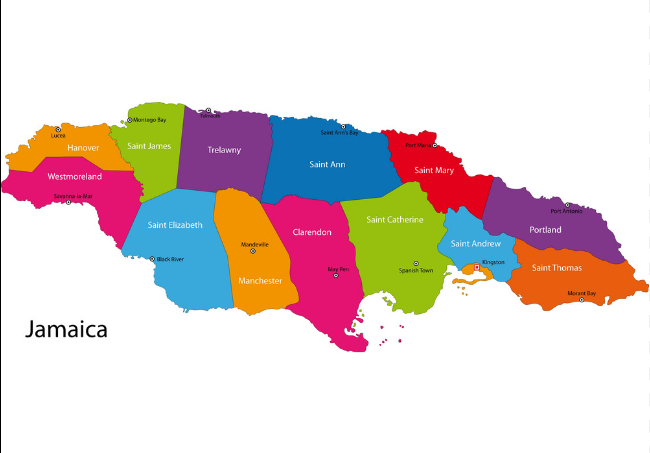 Montego Bay
Falmouth
Saint Ann's Bay
Lucea
Hanover
Saint James
Trelawny
Port Maria
Saint Ann
Saint Mary
Westmoreland
Savanna-la-Mar
Port Antonio
Saint Elizabeth
Saint Catherine
Portland
Clarendon
Mandeville
Saint Andrew
Black River
Kingston
Saint Thomas
May Pen
Spanish Town
Manchester
Morant Bay
Jamaica